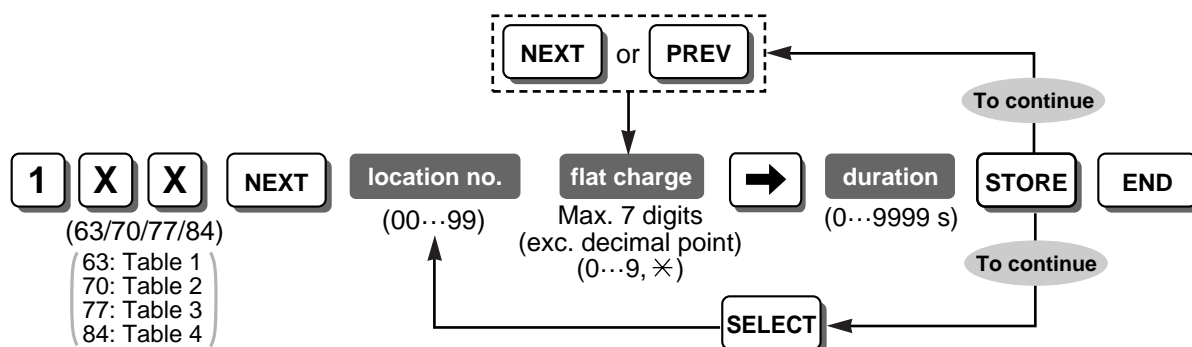 NEXT or PREV
To continue
1 X X NEXT location no. flat charge → duration STORE END
(63/70/77/84) (00···99) Max. 7 digits (0···9999 s)
(exc. decimal point)
63: Table 1 (0···9, ✳) To continue
70: Table 2
77: Table 3
84: Table 4 SELECT